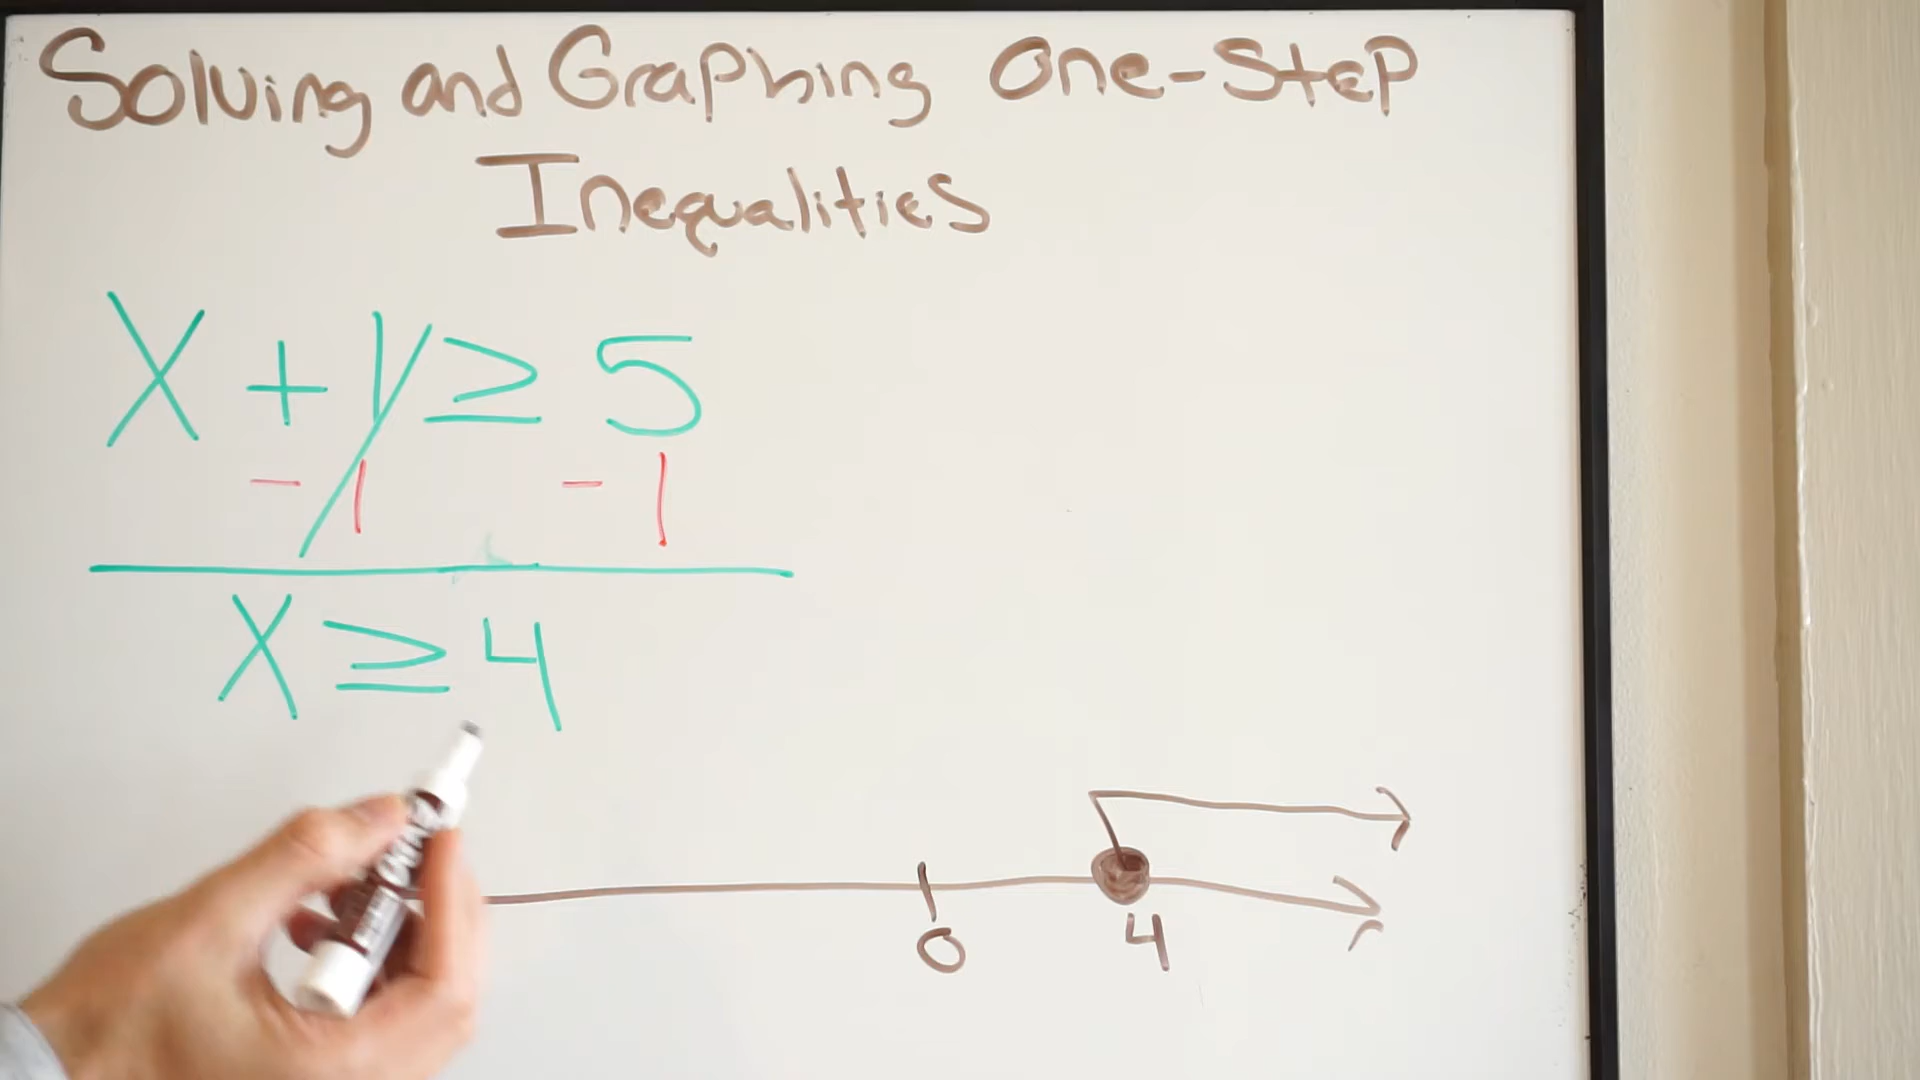 Solving and Graphing One-Step
Inequalities
X + 1 ≥ 5
- 1 - 1
X ≥ 4
0 4